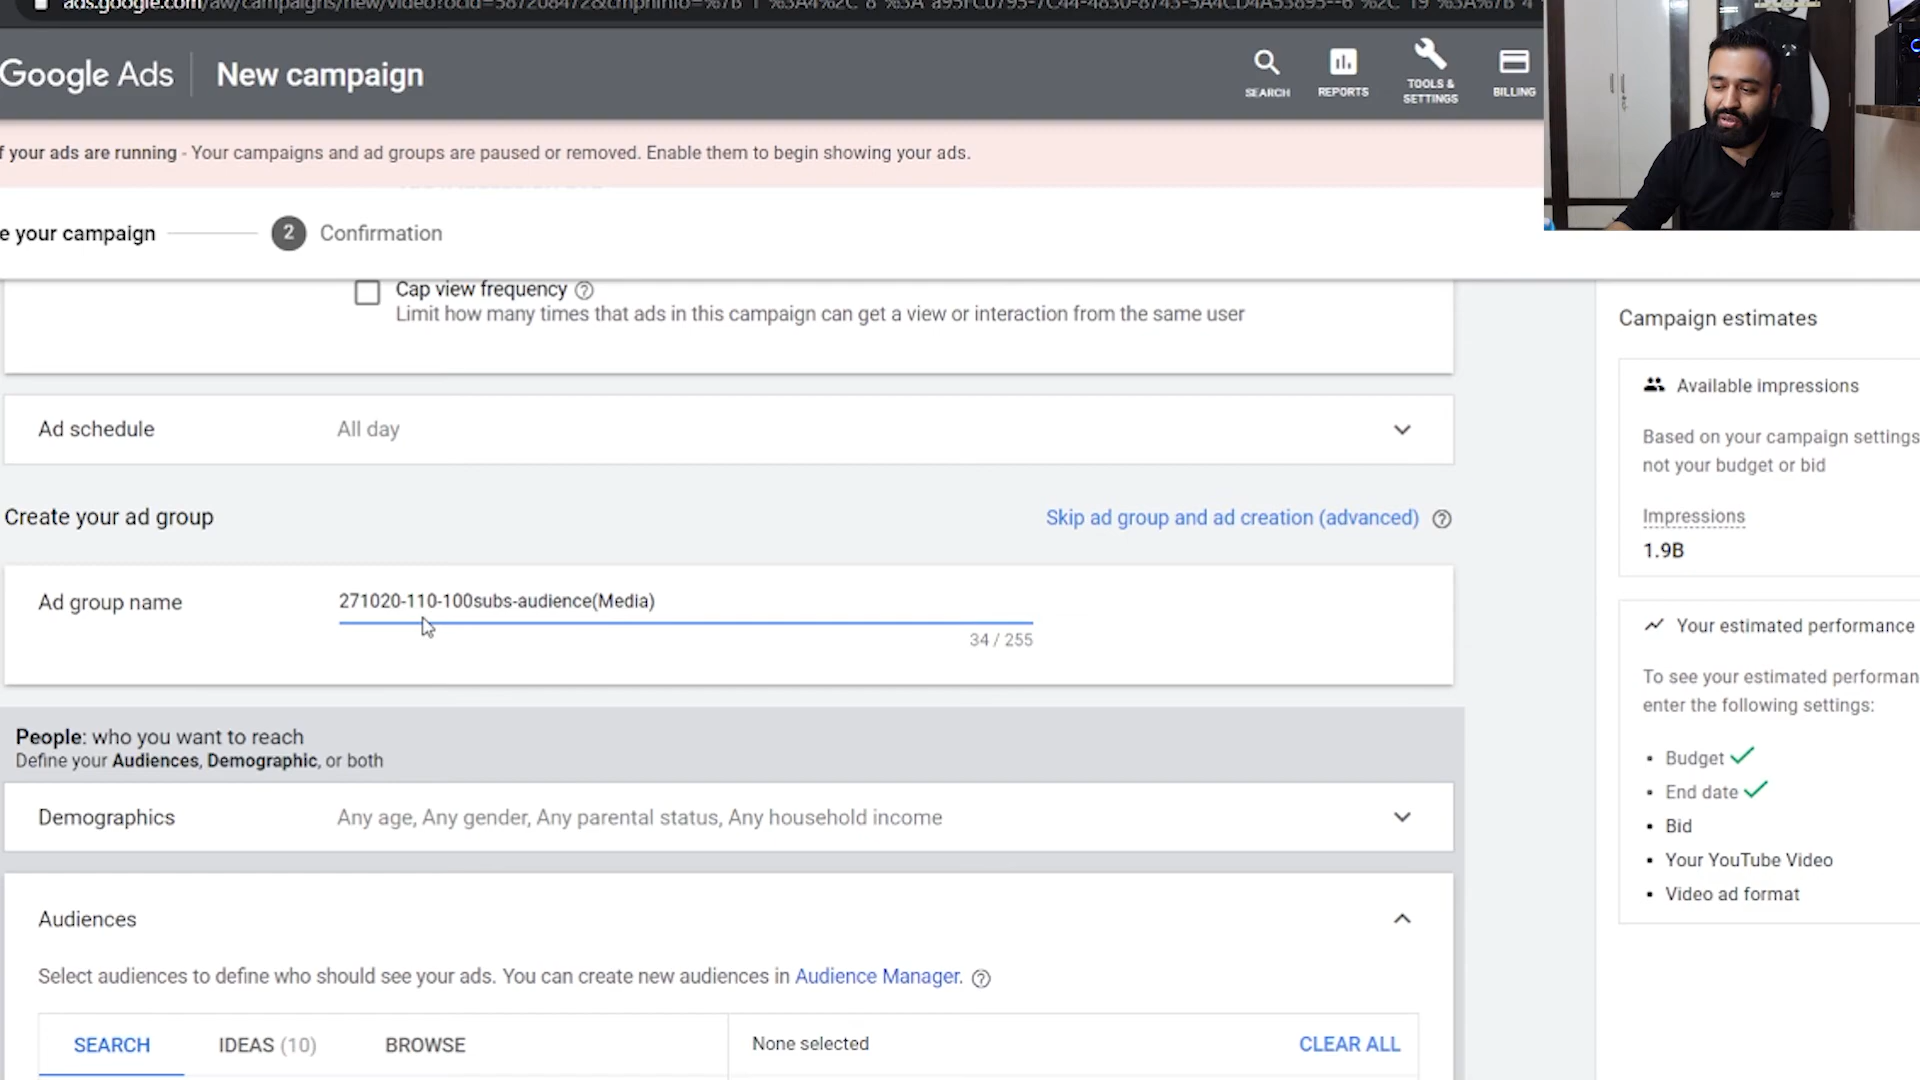 Google Ads
New campaign
SEARCH
REPORTS
TOOLS &
SETTINGS
BILLING
f your ads are running - Your campaigns and ad groups are paused or removed. Enable them to begin showing your ads.
e your campaign
2
Confirmation
Cap view frequency ?
Limit how many times that ads in this campaign can get a view or interaction from the same user
Ad schedule
All day
Create your ad group
Skip ad group and ad creation (advanced) ?
Ad group name
271020-110-100subs-audience(Media)
34 / 255
People: who you want to reach
Define your Audiences, Demographic, or both
Demographics
Any age, Any gender, Any parental status, Any household income
Audiences
Select audiences to define who should see your ads. You can create new audiences in Audience Manager. ?
SEARCH
IDEAS (10)
BROWSE
None selected
CLEAR ALL
Campaign estimates
Available impressions
Based on your campaign settings
not your budget or bid
Impressions
1.9B
Your estimated performance
To see your estimated performan
enter the following settings:
• Budget
• End date
• Bid
• Your YouTube Video
• Video ad format